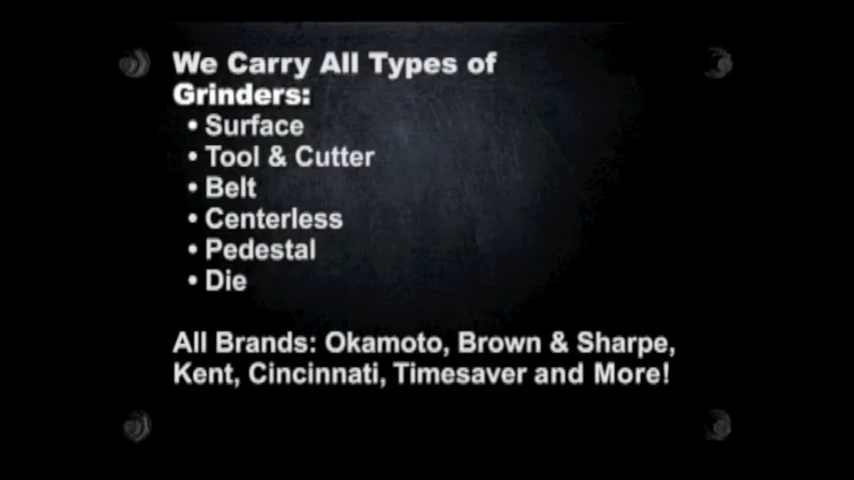 We Carry All Types of
Grinders:
• Surface
• Tool & Cutter
• Belt
• Centerless
• Pedestal
• Die
All Brands: Okamoto, Brown & Sharpe,
Kent, Cincinnati, Timesaver and More!